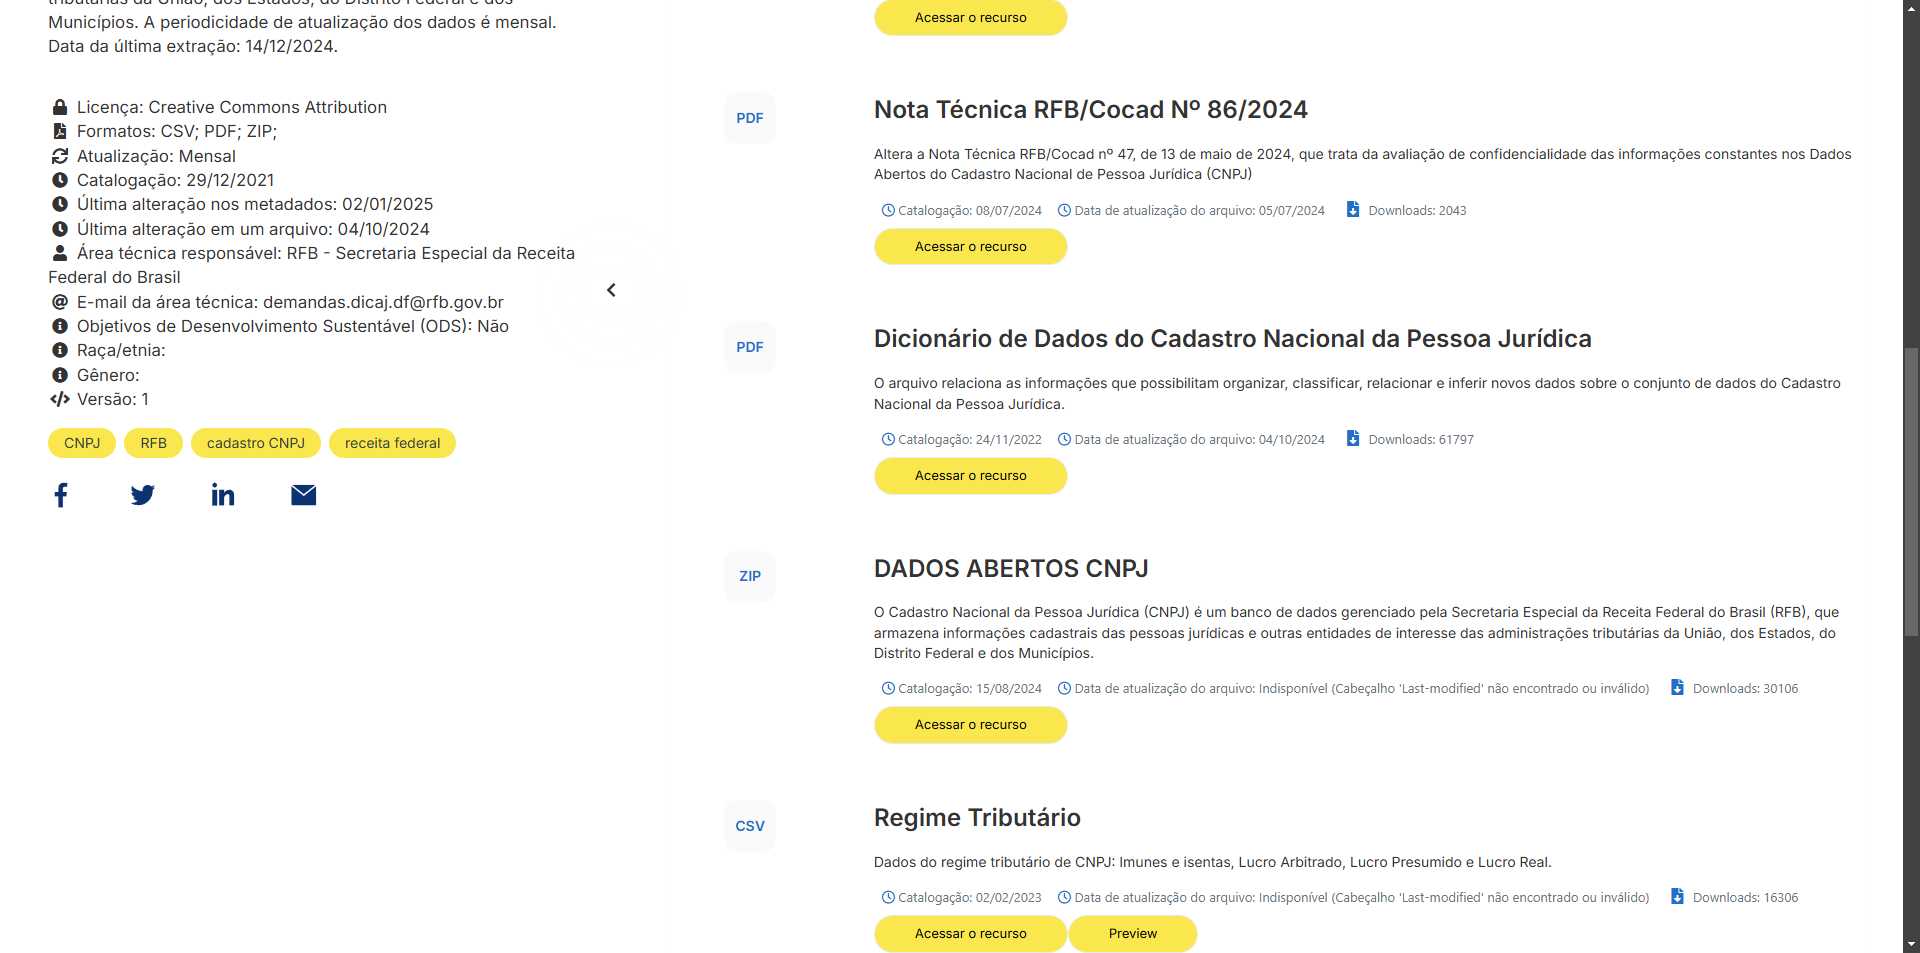 Municípios. A periodicidade de atualização dos dados é mensal.
Data da última extração: 14/12/2024.
Licença: Creative Commons Attribution
Formatos: CSV; PDF; ZIP;
Atualização: Mensal
Catalogação: 29/12/2021
Última alteração nos metadados: 02/01/2025
Última alteração em um arquivo: 04/10/2024
Área técnica responsável: RFB - Secretaria Especial da Receita
Federal do Brasil
E-mail da área técnica: demandas.dicaj.df@rfb.gov.br
Objetivos de Desenvolvimento Sustentável (ODS): Não
Raça/etnia:
Gênero:
Versão: 1
CNPJ
RFB
cadastro CNPJ
receita federal
Acessar o recurso
PDF
Nota Técnica RFB/Cocad Nº 86/2024
Altera a Nota Técnica RFB/Cocad nº 47, de 13 de maio de 2024, que trata da avaliação de confidencialidade das informações constantes nos Dados
Abertos do Cadastro Nacional de Pessoa Jurídica (CNPJ)
Catalogação: 08/07/2024 Data de atualização do arquivo: 05/07/2024 Downloads: 2043
Acessar o recurso
PDF
Dicionário de Dados do Cadastro Nacional da Pessoa Jurídica
O arquivo relaciona as informações que possibilitam organizar, classificar, relacionar e inferir novos dados sobre o conjunto de dados do Cadastro
Nacional da Pessoa Jurídica.
Catalogação: 24/11/2022 Data de atualização do arquivo: 04/10/2024 Downloads: 61797
Acessar o recurso
ZIP
DADOS ABERTOS CNPJ
O Cadastro Nacional da Pessoa Jurídica (CNPJ) é um banco de dados gerenciado pela Secretaria Especial da Receita Federal do Brasil (RFB), que
armazena informações cadastrais das pessoas jurídicas e outras entidades de interesse das administrações tributárias da União, dos Estados, do
Distrito Federal e dos Municípios.
Catalogação: 15/08/2024 Data de atualização do arquivo: Indisponível (Cabeçalho 'Last-modified' não encontrado ou inválido) Downloads: 30106
Acessar o recurso
CSV
Regime Tributário
Dados do regime tributário de CNPJ: Imunes e isentas, Lucro Arbitrado, Lucro Presumido e Lucro Real.
Catalogação: 02/02/2023 Data de atualização do arquivo: Indisponível (Cabeçalho 'Last-modified' não encontrado ou inválido) Downloads: 16306
Acessar o recurso
Preview